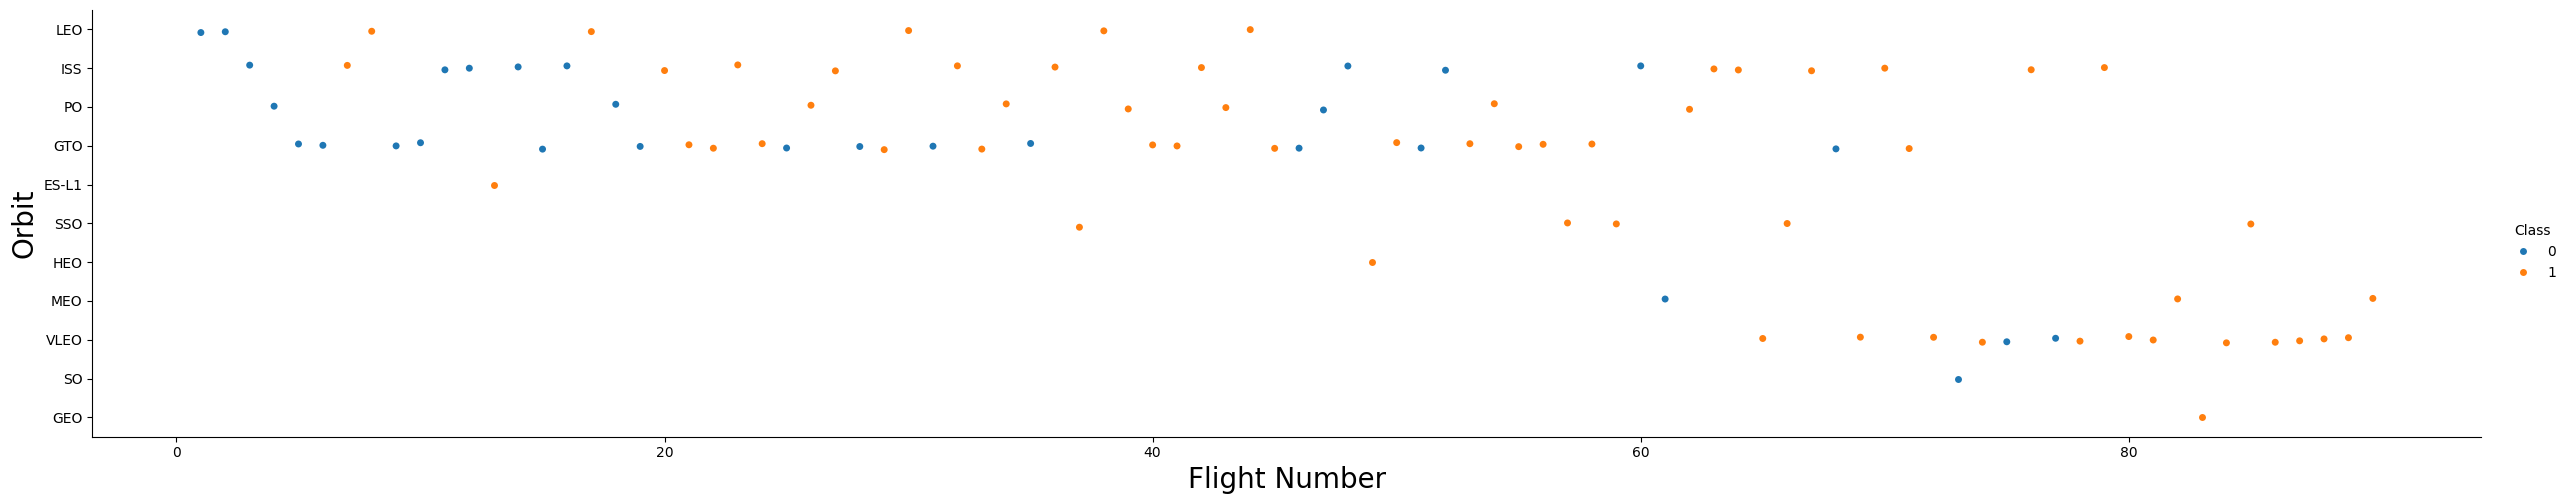 LEO
ISS
PO
GTO
ES-L1
SSO
HEO
MEO
VLEO
SO
GEO
Orbit
0 20 40 60 80
Flight Number
Class
0
1